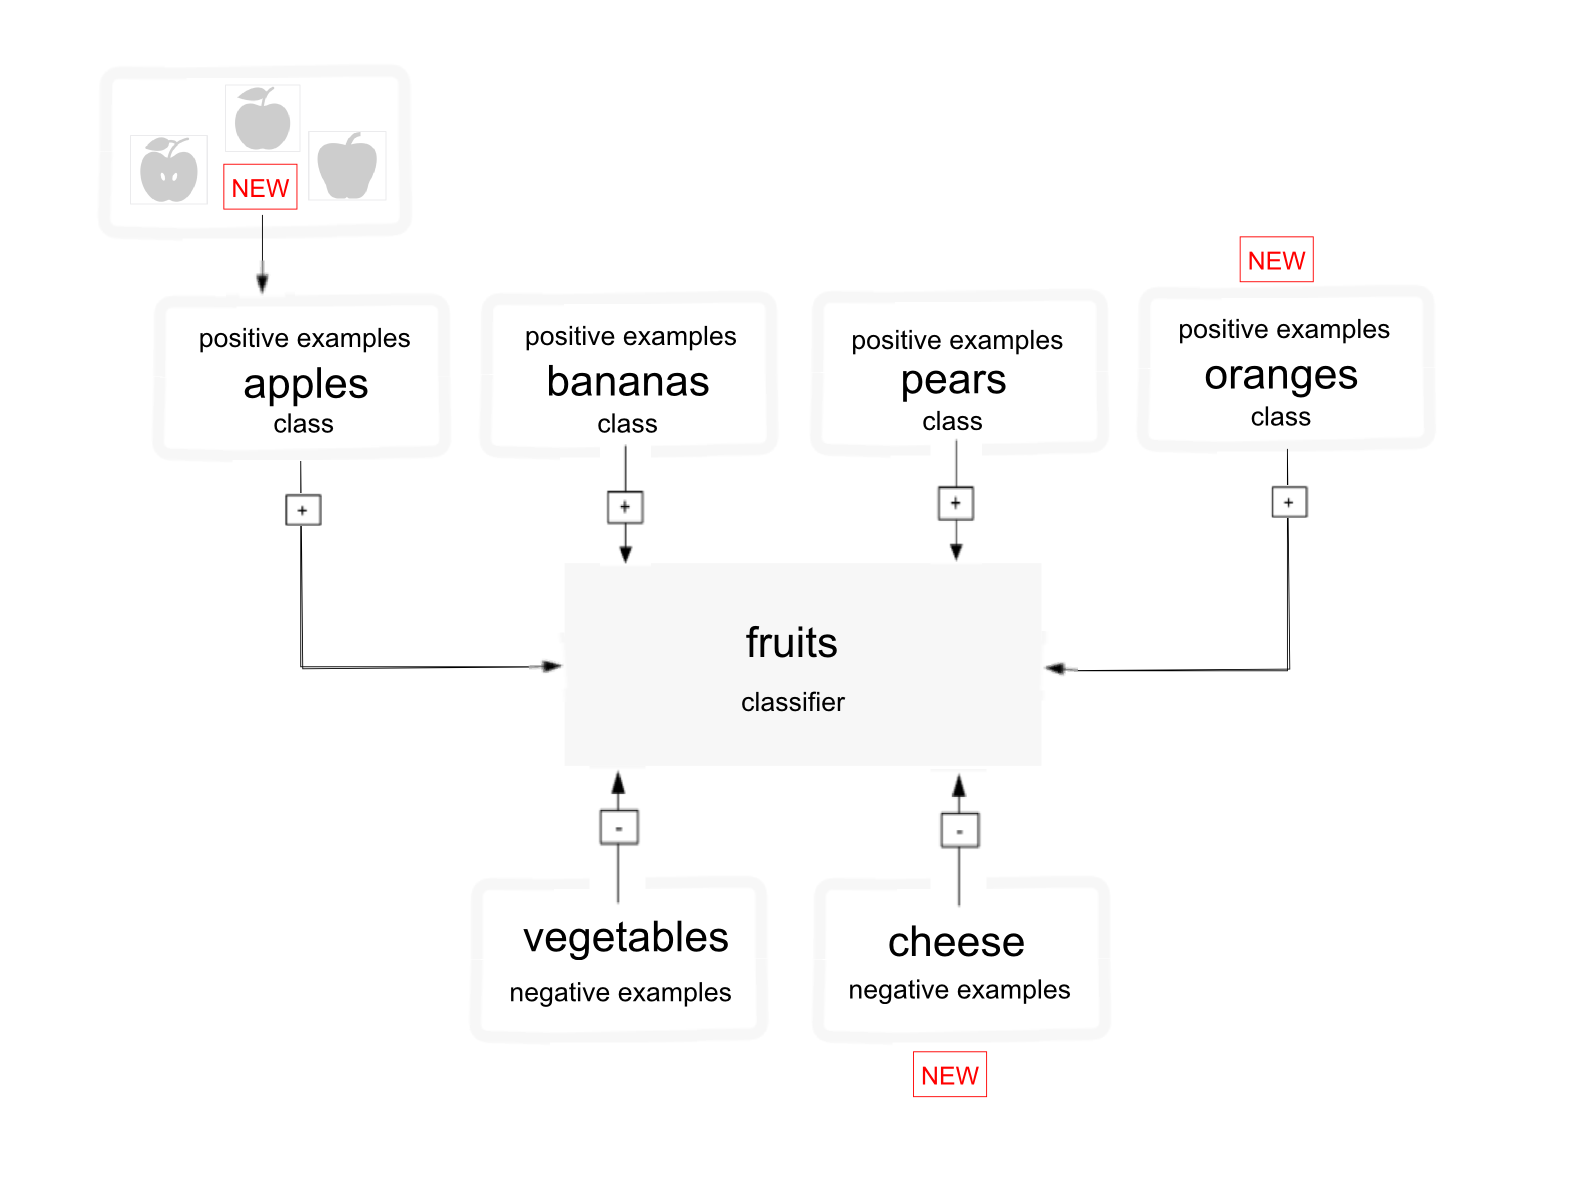 NEW
NEW
positive examples
apples
class
positive examples
bananas
class
positive examples
pears
class
positive examples
oranges
class
+
+
+
+
fruits
classifier
-
-
vegetables
negative examples
cheese
negative examples
NEW